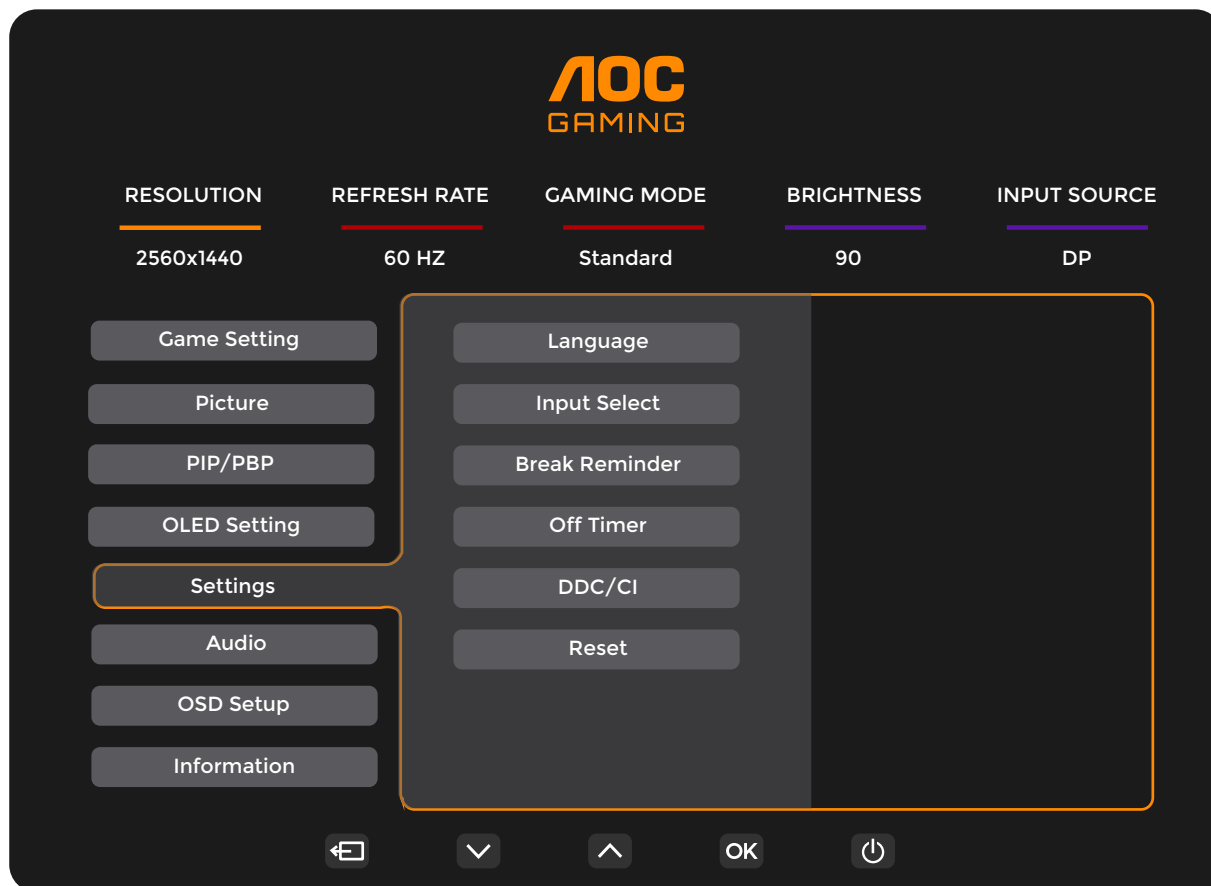 AOC
GAMING
RESOLUTION REFRESH RATE GAMING MODE BRIGHTNESS INPUT SOURCE
2560x1440 60 HZ Standard 90 DP
Game Setting
Picture
PIP/PBP
OLED Setting
Settings
Audio
OSD Setup
Information
Language
Input Select
Break Reminder
Off Timer
DDC/CI
Reset
OK